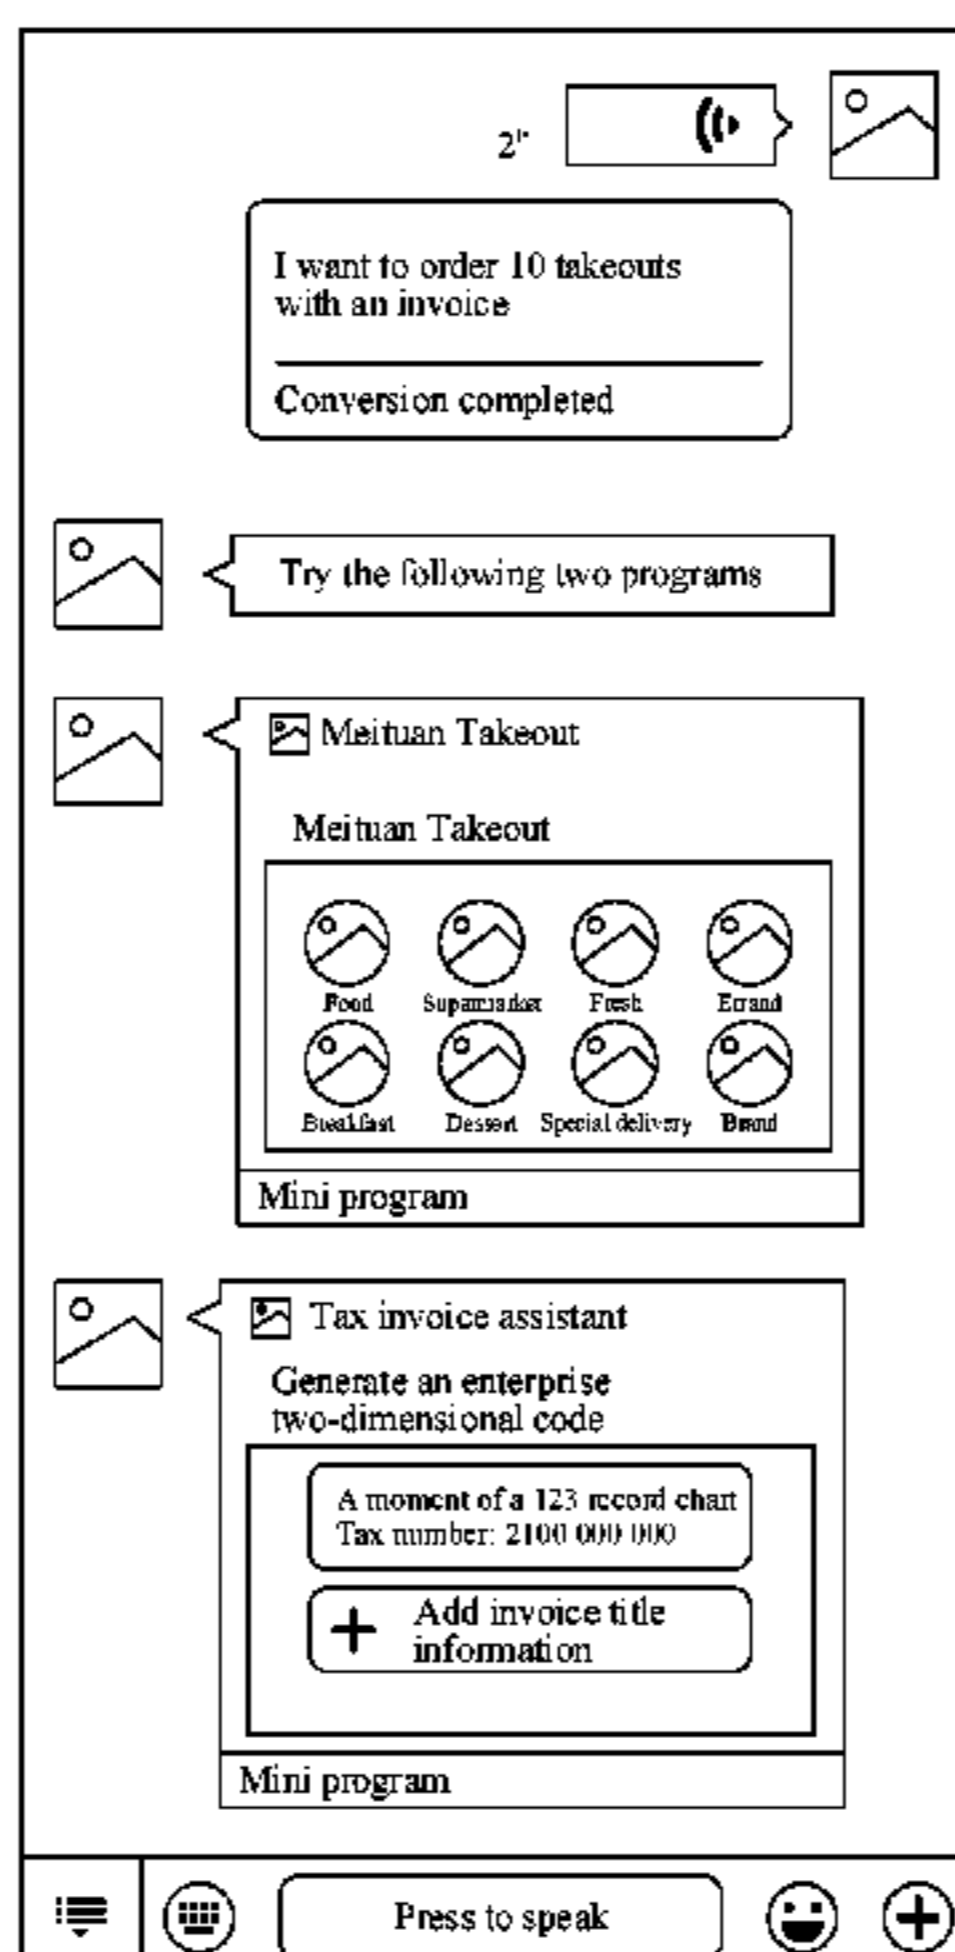 2"
I want to order 10 takeouts
with an invoice
Conversion completed
Try the following two programs
Meituan Takeout
Meituan Takeout
Food Supermarket Fresh Errand
Breakfast Dessert Special delivery Brand
Mini program
Tax invoice assistant
Generate an enterprise
two-dimensional code
A moment of a 123 record chart
Tax number: 2100 000 000
Add invoice title
information
Mini program
Press to speak